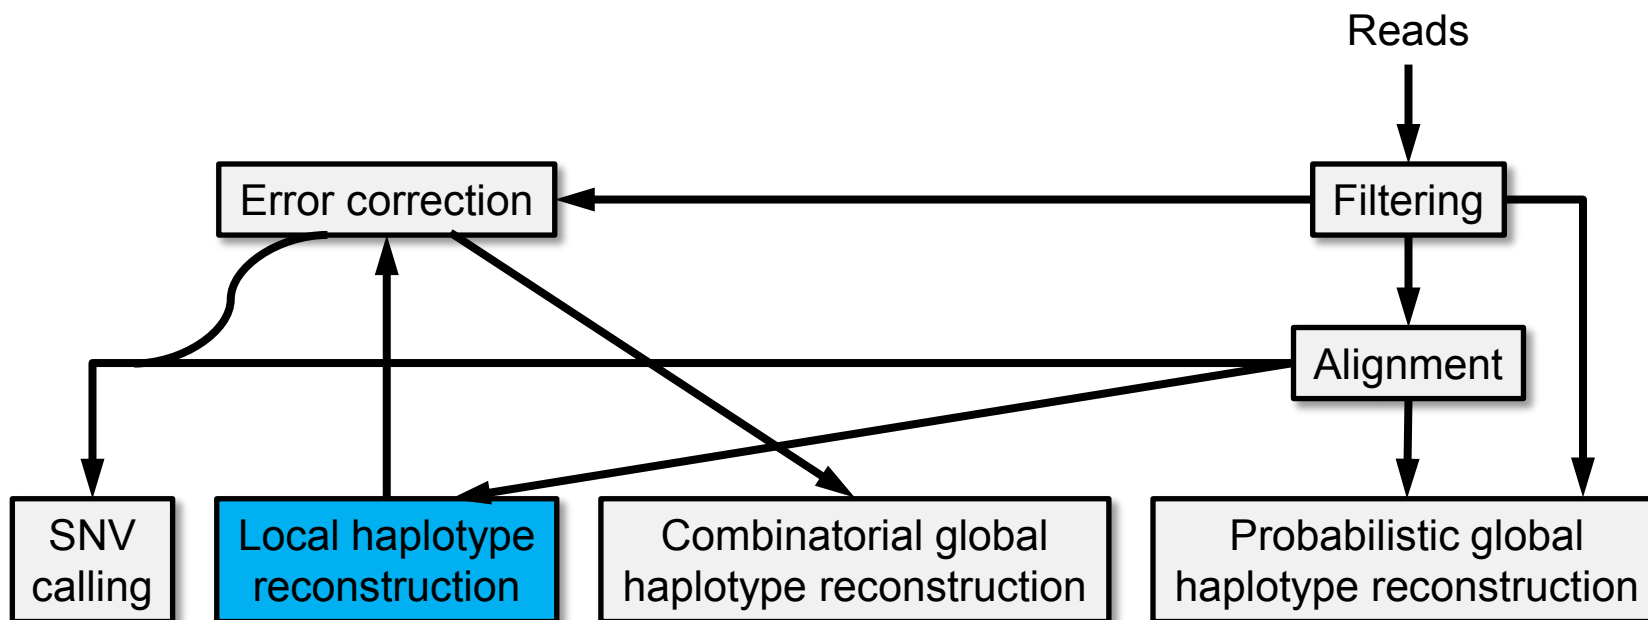 Reads
Error correction
Filtering
Alignment
SNV
calling
Local haplotype
reconstruction
Combinatorial global
haplotype reconstruction
Probabilistic global
haplotype reconstruction